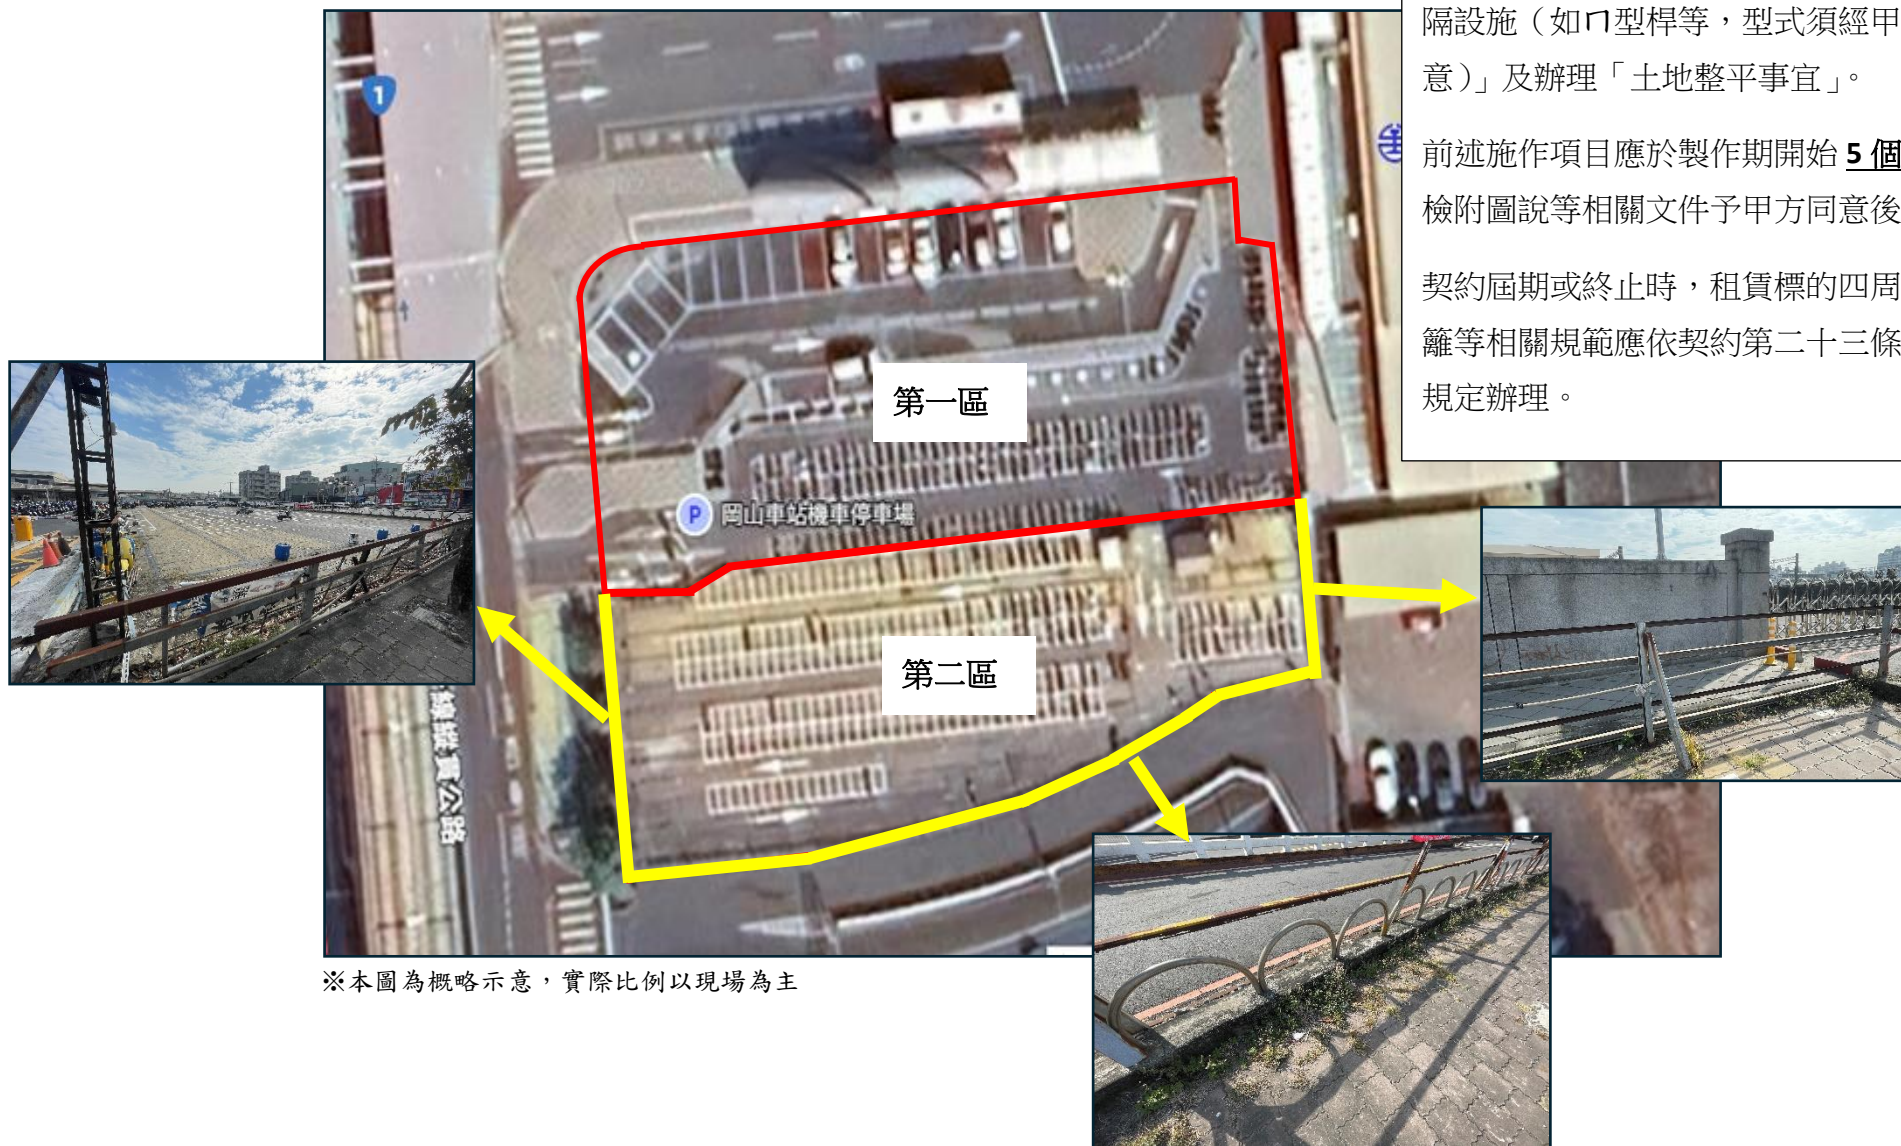 隔設施（如ㄇ型桿等，型式須經甲
意）」及辦理「土地整平事宜」。
前述施作項目應於製作期開始 5 個
檢附圖說等相關文件予甲方同意後
契約屆期或終止時，租賃標的四周
籬等相關規範應依契約第二十三條
規定辦理。
1
第一區
P 岡山車站機車停車場
第二區
線縱貫公路
※本圖為概略示意，實際比例以現場為主